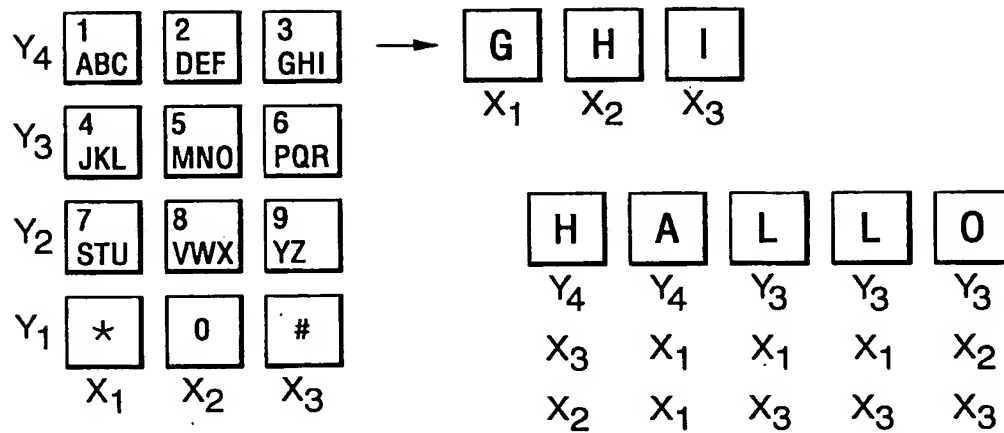 Y4 1 ABC 2 DEF 3 GHI → G H I
X1 X2 X3
Y3 4 JKL 5 MNO 6 PQR
Y2 7 STU 8 VWX 9 YZ
H A L L O
Y4 Y4 Y3 Y3 Y3
Y1 * 0 #
X3 X1 X1 X1 X2
X1 X2 X3
X2 X1 X3 X3 X3